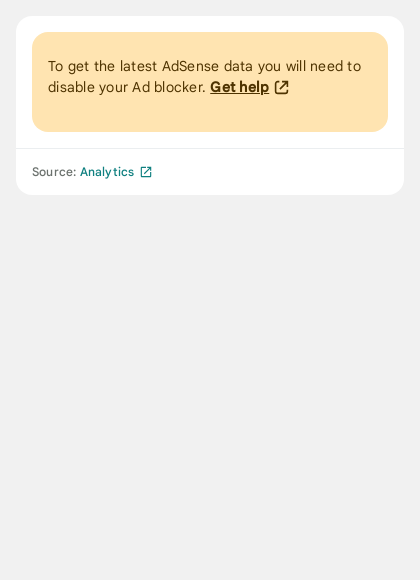 To get the latest AdSense data you will need to
disable your Ad blocker. Get help
Source: Analytics